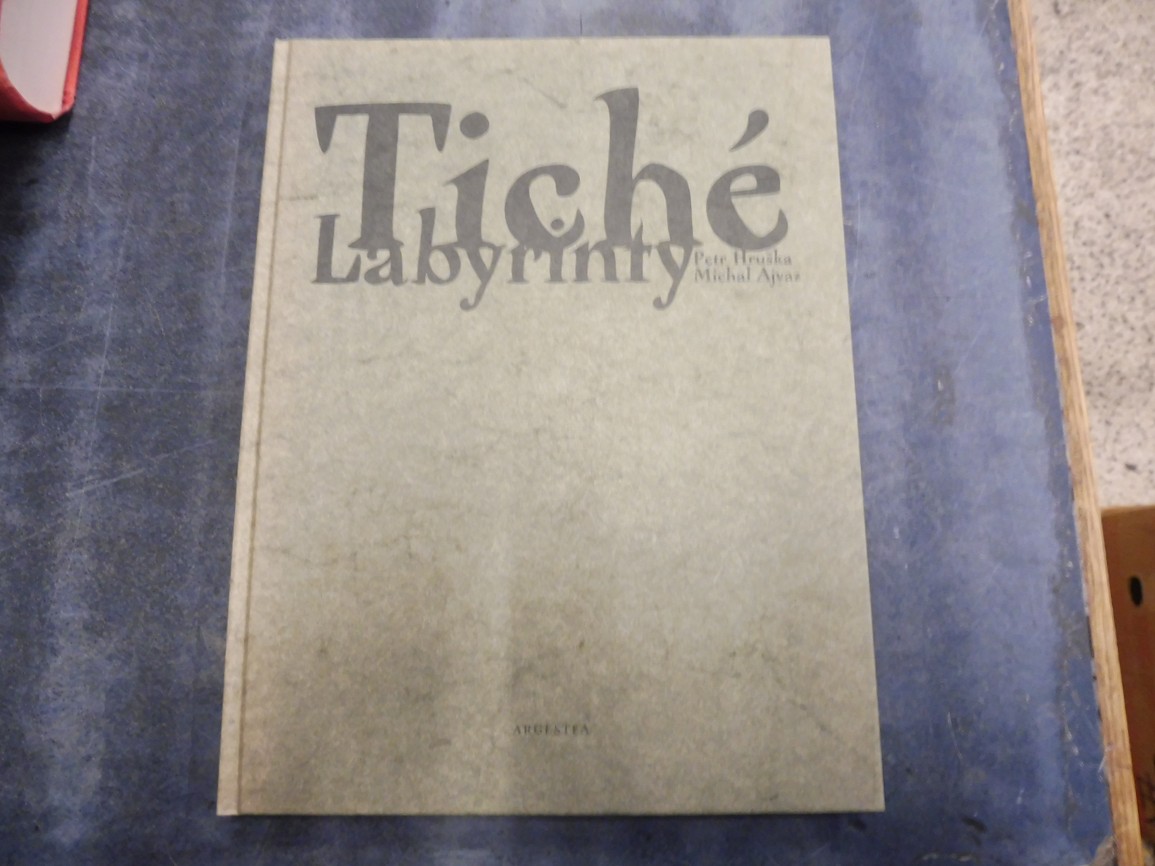 Tiché
Labyrinty
Petr Hruška
Michal Ajvaz
ARGESTEA